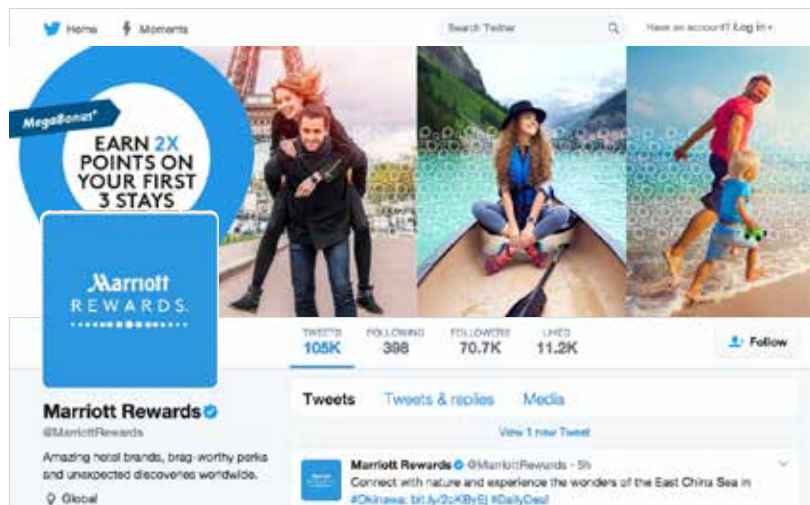 Home Moments Search Twitter Have an account? Log in
MegaBonus®
EARN 2X
POINTS ON
YOUR FIRST
3 STAYS
Marriott
REWARDS.
TWEETS FOLLOWING FOLLOWERS LIKES
105K 398 70.7K 11.2K
Follow
Tweets Tweets & replies Media
View 1 new Tweet
Marriott Rewards
@MarriottRewards
Amazing hotel brands, brag-worthy perks
and unexpected discoveries worldwide.
Global
Marriott Rewards @MarriottRewards · 5h
Connect with nature and experience the wonders of the East China Sea in
#Okinawa: #DailyDeal